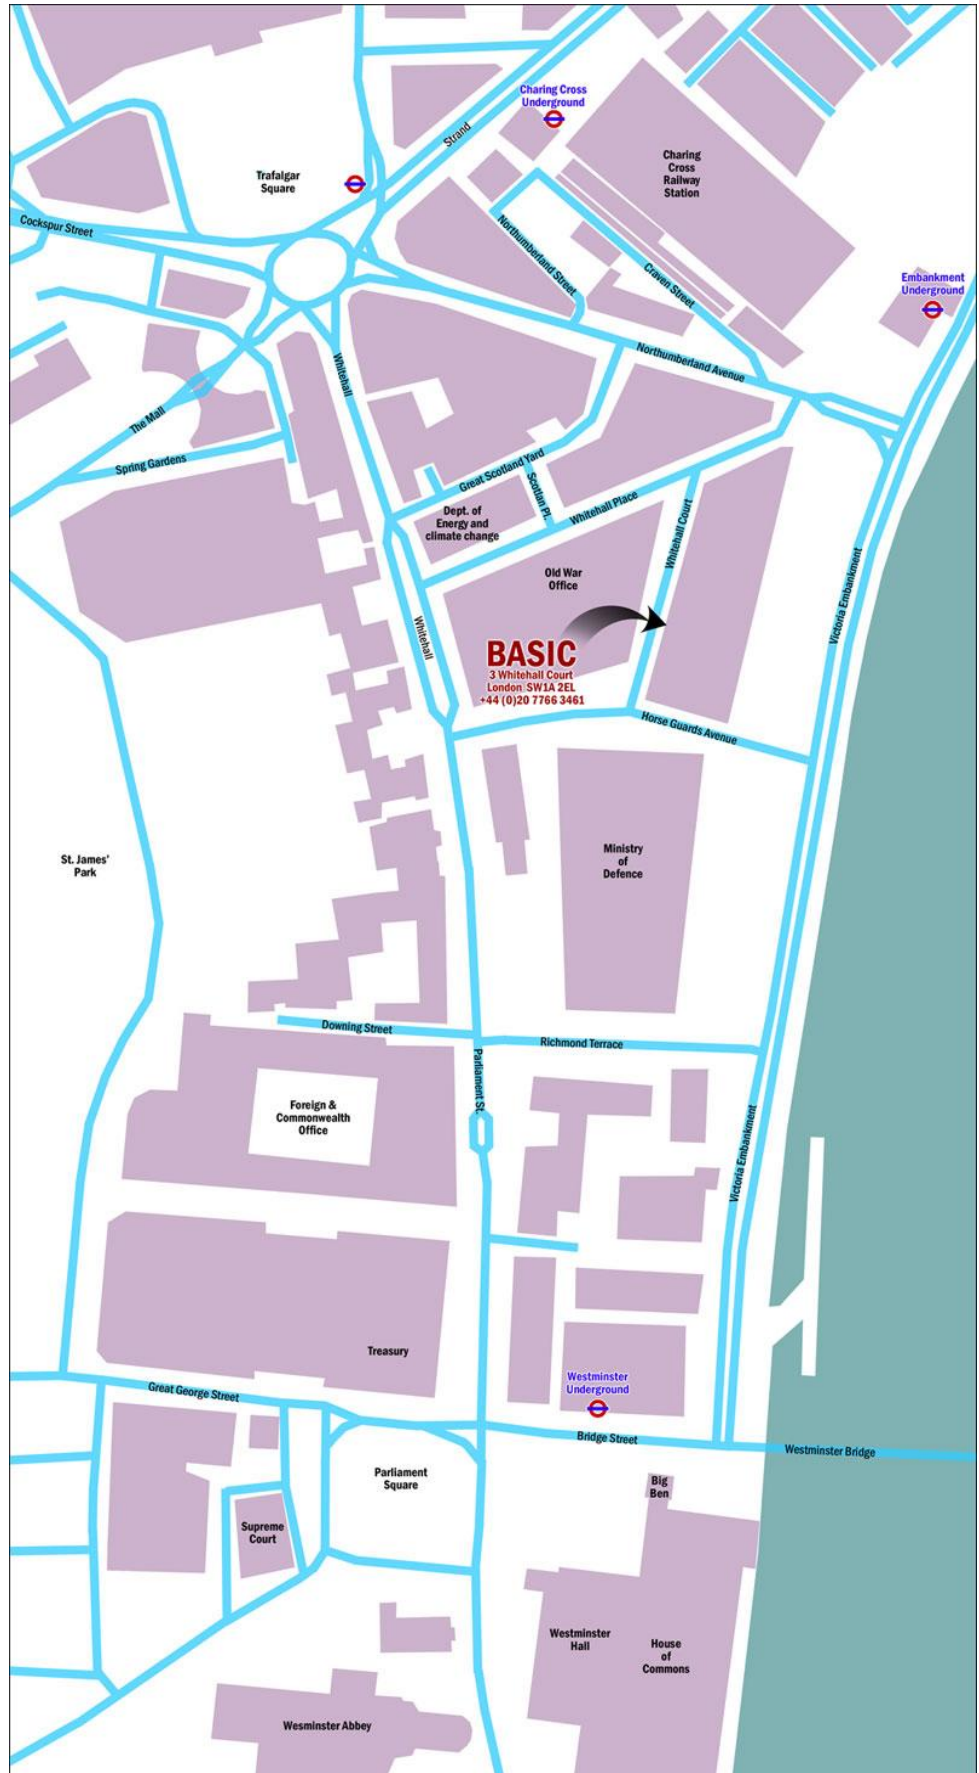 Charing Cross
Underground
Strand
Charing
Cross
Railway
Station
Trafalgar
Square
Cockspur Street
Northumberland Street
Craven Street
Embankment
Underground
Northumberland Avenue
Whitehall
The Mall
Spring Gardens
Great Scotland Yard
Scotlan Pl.
Whitehall Place
Dept. of
Energy and
climate change
Whitehall Court
Old War
Office
Victoria Embankment
Whitehall
BASIC
3 Whitehall Court
London SW1A 2EL
+44 (0)20 7766 3461
Horse Guards Avenue
Ministry
of
Defence
St. James'
Park
Downing Street
Richmond Terrace
Parliament St.
Foreign &
Commonwealth
Office
Victoria Embankment
Treasury
Great George Street
Westminster
Underground
Bridge Street
Westminster Bridge
Parliament
Square
Big
Ben
Supreme
Court
Westminster
Hall
House
of
Commons
Wesminster Abbey